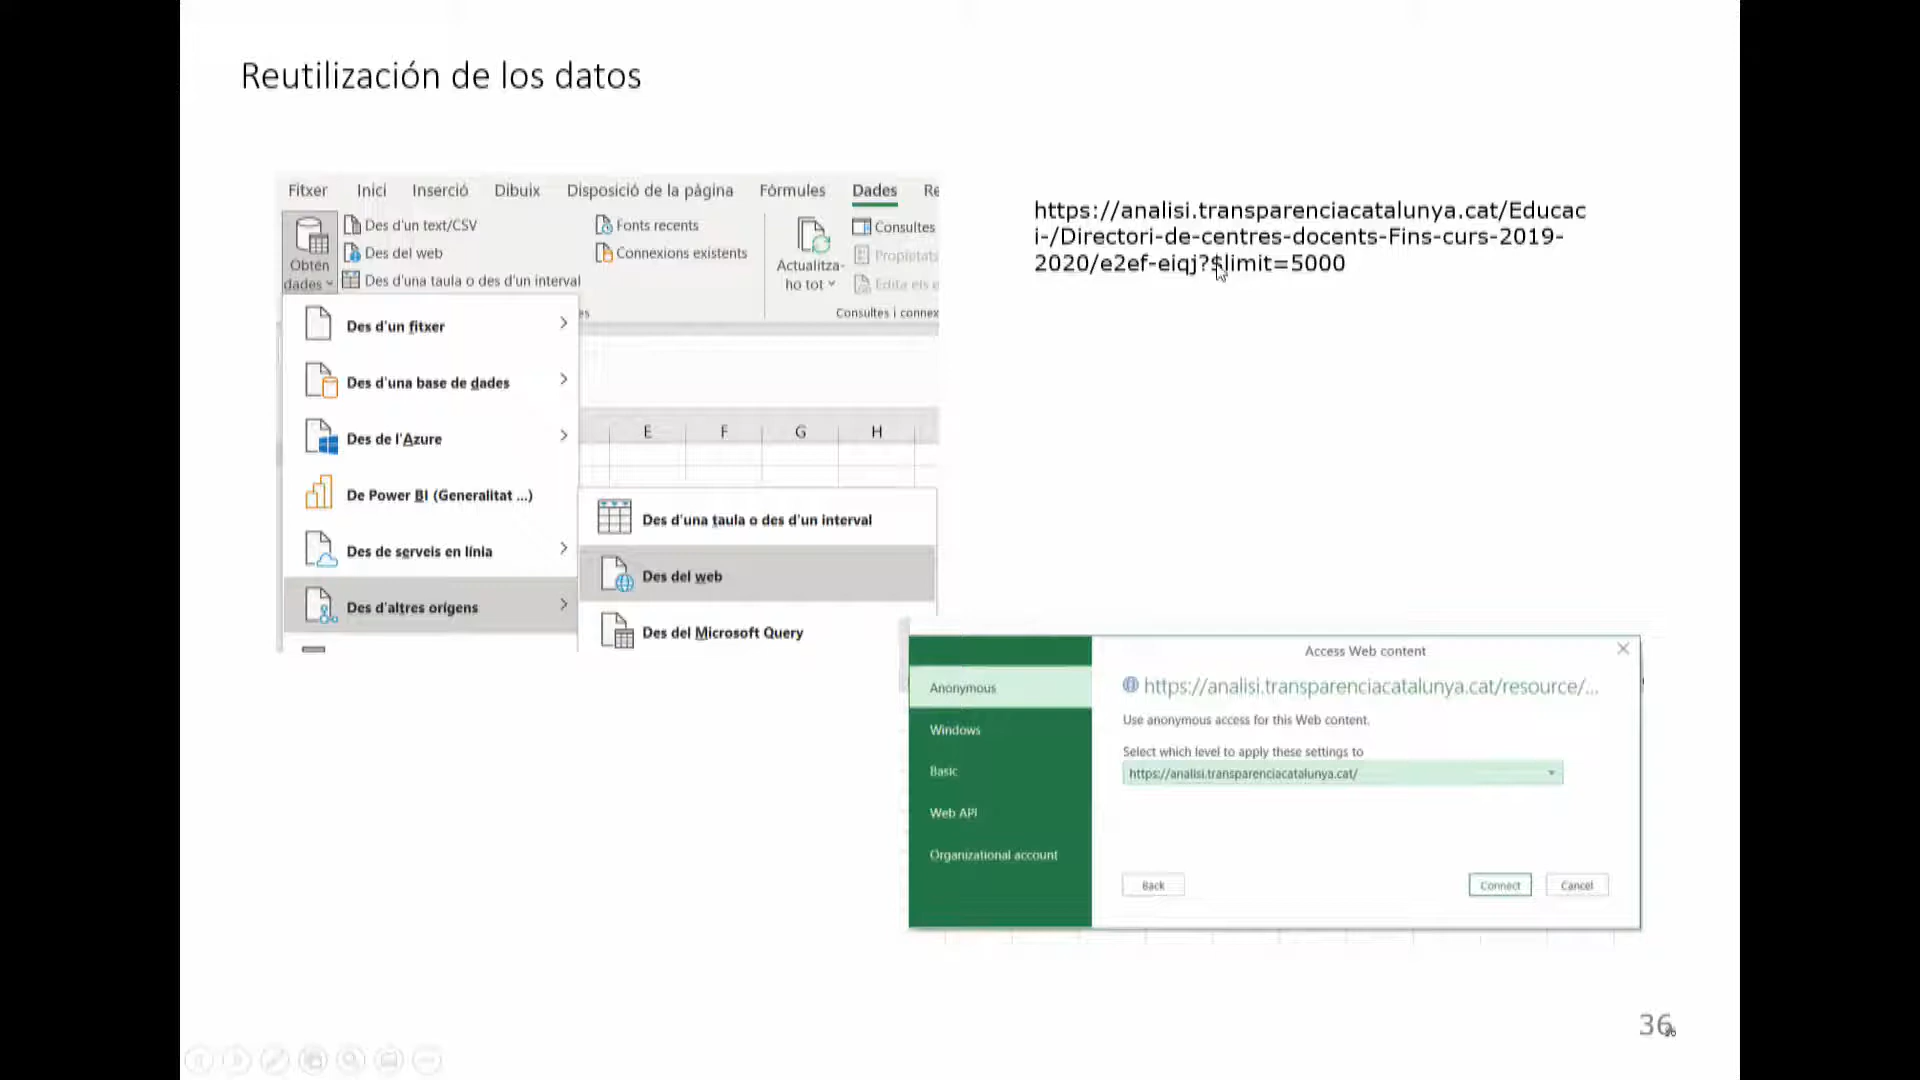 Reutilización de los datos
Fitxer Inici Inserció Dibuix Disposició de la pàgina Fórmules Dades Re
Obtén
dades
Des d'un text/CSV
Des del web
Des d'una taula o des d'un interval
Fonts recents
Connexions existents
Actualitza-
ho tot
Consultes
Propietats
Edita els e
es
Consultes i connex
Des d'un fitxer
Des d'una base de dades
Des de l'Azure
De Power BI (Generalitat ...)
Des de serveis en línia
Des d'altres orígens
E F G H
Des d'una taula o des d'un interval
Des del web
Des del Microsoft Query
https://analisi.transparenciacatalunya.cat/Educac
i-/Directori-de-centres-docents-Fins-curs-2019-
2020/e2ef-eiqj?$limit=5000
Access Web content
Anonymous
Windows
Basic
Web API
Organizational account
https://analisi.transparenciacatalunya.cat/resource/...
Use anonymous access for this Web content.
Select which level to apply these settings to
https://analisi.transparenciacatalunya.cat/
Back Connect Cancel
36